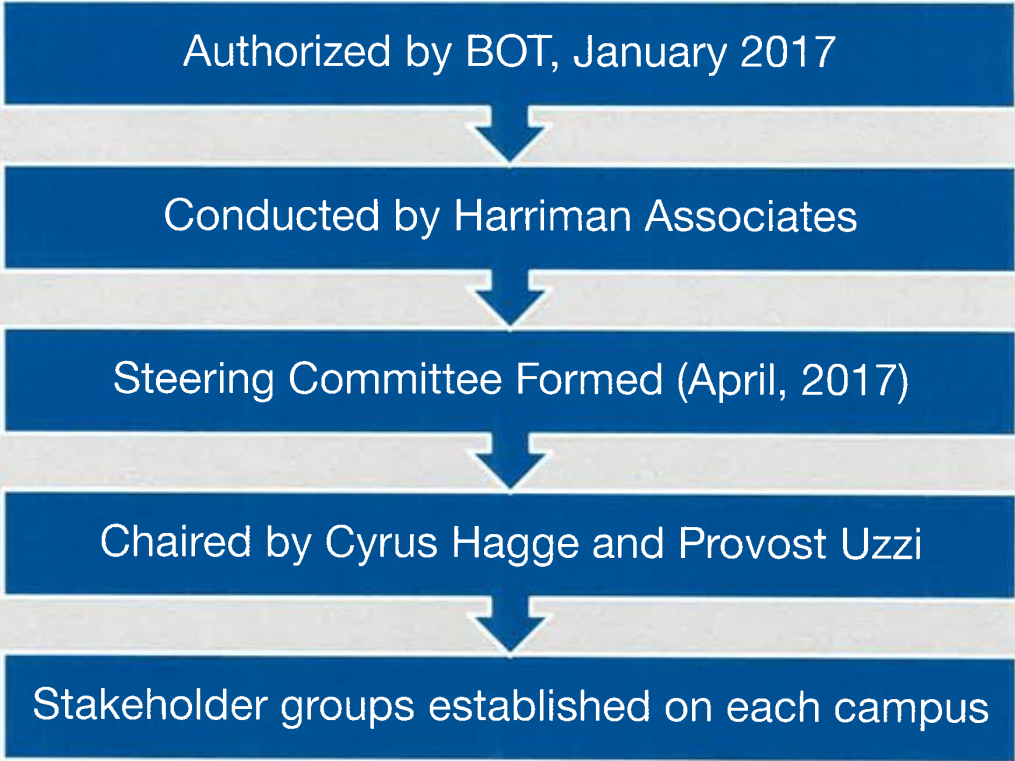 Authorized by BOT, January 2017
Conducted by Harriman Associates
Steering Committee Formed (April, 2017)
Chaired by Cyrus Hagge and Provost Uzzi
Stakeholder groups established on each campus